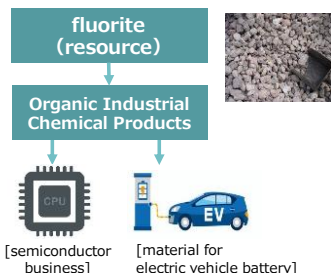 fluorite
(resource)
Organic Industrial
Chemical Products
CPU
EV
[semiconductor
business]
[material for
electric vehicle battery]